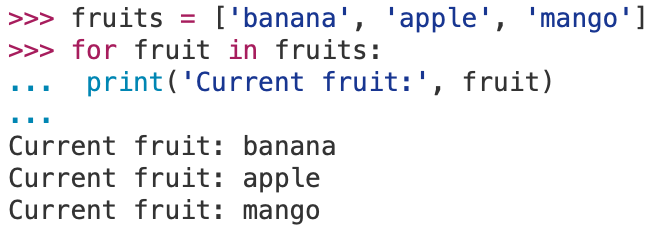 >>> fruits = ['banana', 'apple', 'mango']
>>> for fruit in fruits:
...  print('Current fruit:', fruit)
...
Current fruit: banana
Current fruit: apple
Current fruit: mango